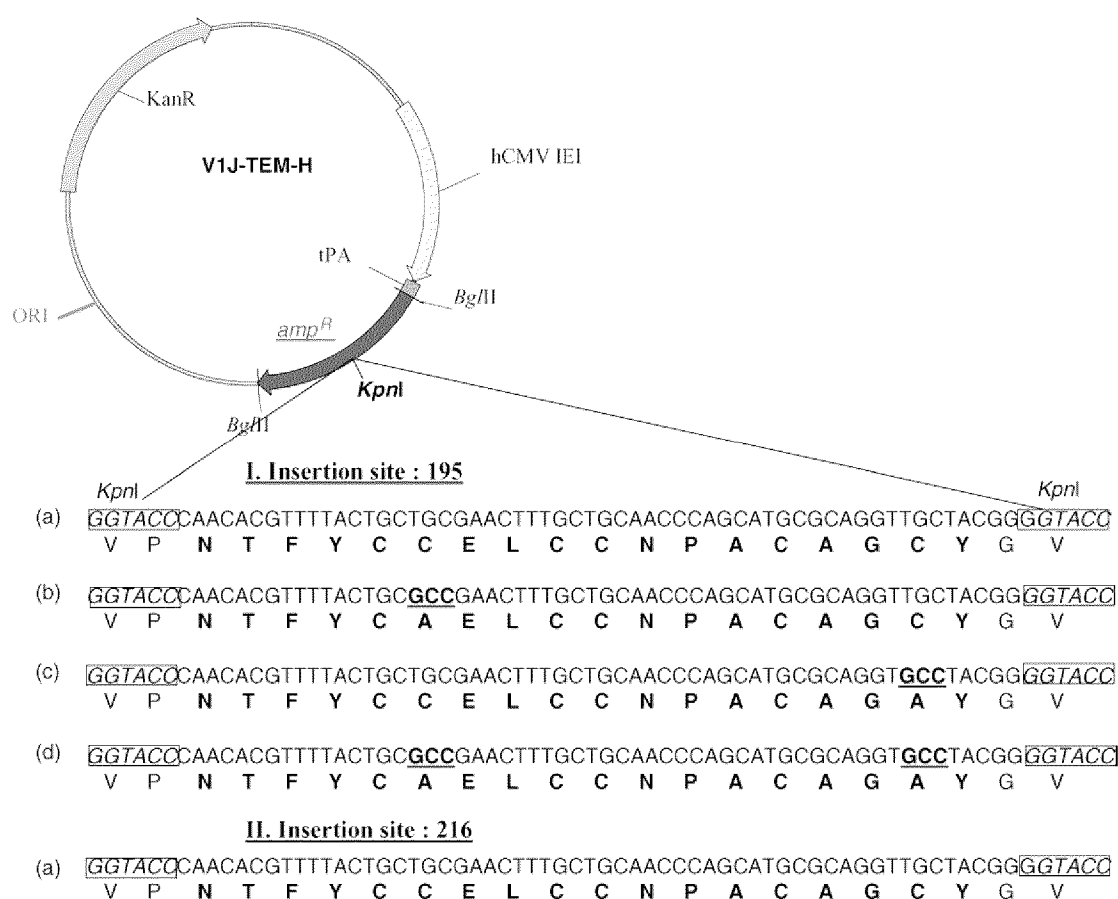 KanR
V1J-TEM-H
hCMV IEI
tPA
BglII
ORI
amp^R
KpnI
BglII
I. Insertion site : 195
KpnI KpnI
(a) GGTACCCAACACGTTTTACTGCTGCGAACTTTGCTGCAACCCAGCATGCGCAGGTTGCTACGGGGTACC
V P N T F Y C C E L C C N P A C A G C Y G V
(b) GGTACCCAACACGTTTTACTGCGCCGAACTTTGCTGCAACCCAGCATGCGCAGGTTGCTACGGGGTACC
V P N T F Y C A E L C C N P A C A G C Y G V
(c) GGTACCCAACACGTTTTACTGCTGCGAACTTTGCTGCAACCCAGCATGCGCAGGTGCCTACGGGGTACC
V P N T F Y C C E L C C N P A C A G A Y G V
(d) GGTACCCAACACGTTTTACTGCGCCGAACTTTGCTGCAACCCAGCATGCGCAGGTGCCTACGGGGTACC
V P N T F Y C A E L C C N P A C A G A Y G V
II. Insertion site : 216
(a) GGTACCCAACACGTTTTACTGCTGCGAACTTTGCTGCAACCCAGCATGCGCAGGTTGCTACGGGGTACC
V P N T F Y C C E L C C N P A C A G C Y G V